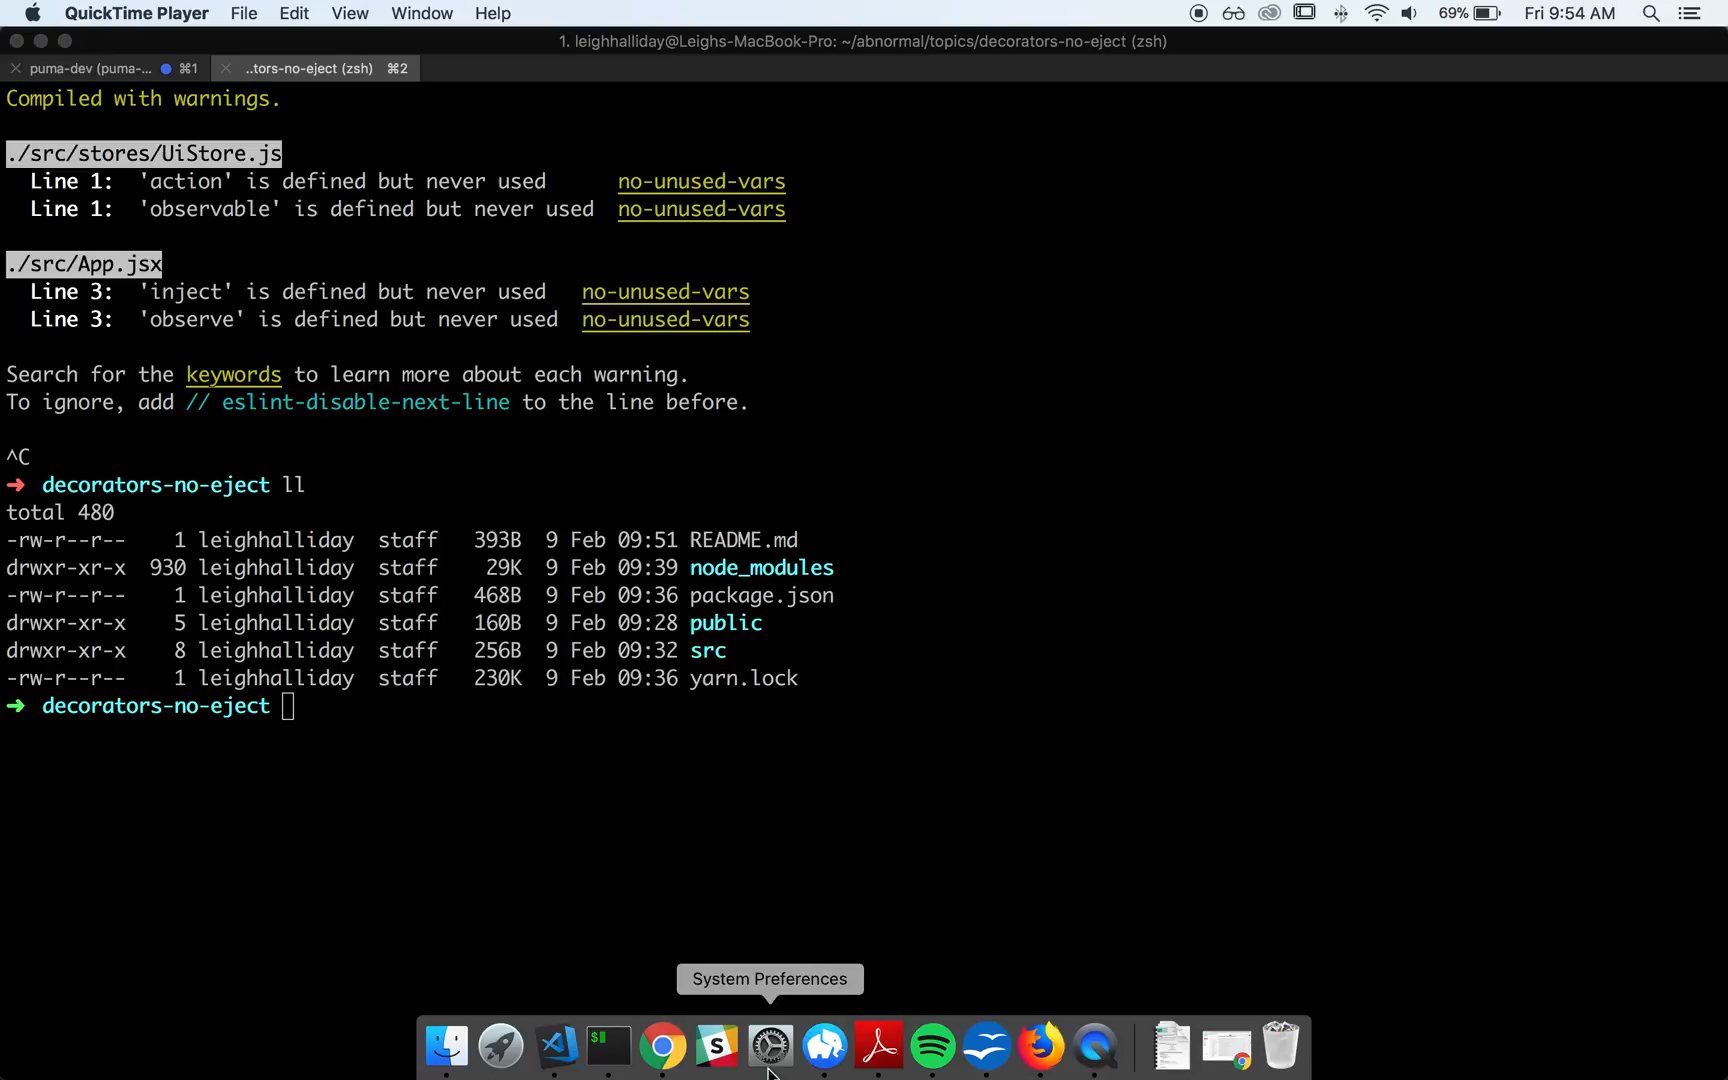 QuickTime Player File Edit View Window Help 69% Fri 9:54 AM
1. leighhalliday@Leighs-MacBook-Pro: ~/abnormal/topics/decorators-no-eject (zsh)
puma-dev (puma-... ⌘1 ..tors-no-eject (zsh) ⌘2
Compiled with warnings.
./src/stores/UiStore.js
Line 1: 'action' is defined but never used no-unused-vars
Line 1: 'observable' is defined but never used no-unused-vars
./src/App.jsx
Line 3: 'inject' is defined but never used no-unused-vars
Line 3: 'observe' is defined but never used no-unused-vars
Search for the keywords to learn more about each warning.
To ignore, add // eslint-disable-next-line to the line before.
^C
➜ decorators-no-eject ll
total 480
-rw-r--r-- 1 leighhalliday staff 393B 9 Feb 09:51 README.md
drwxr-xr-x 930 leighhalliday staff 29K 9 Feb 09:39 node_modules
-rw-r--r-- 1 leighhalliday staff 468B 9 Feb 09:36 package.json
drwxr-xr-x 5 leighhalliday staff 160B 9 Feb 09:28 public
drwxr-xr-x 8 leighhalliday staff 256B 9 Feb 09:32 src
-rw-r--r-- 1 leighhalliday staff 230K 9 Feb 09:36 yarn.lock
➜ decorators-no-eject
System Preferences
$
S